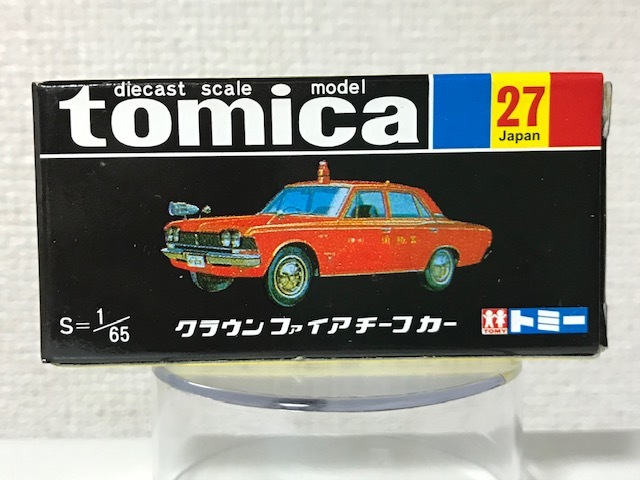 diecast scale model
tomica
27
Japan
S=1/65
クラウン ファイアチーフ カー
TOMY
トミー